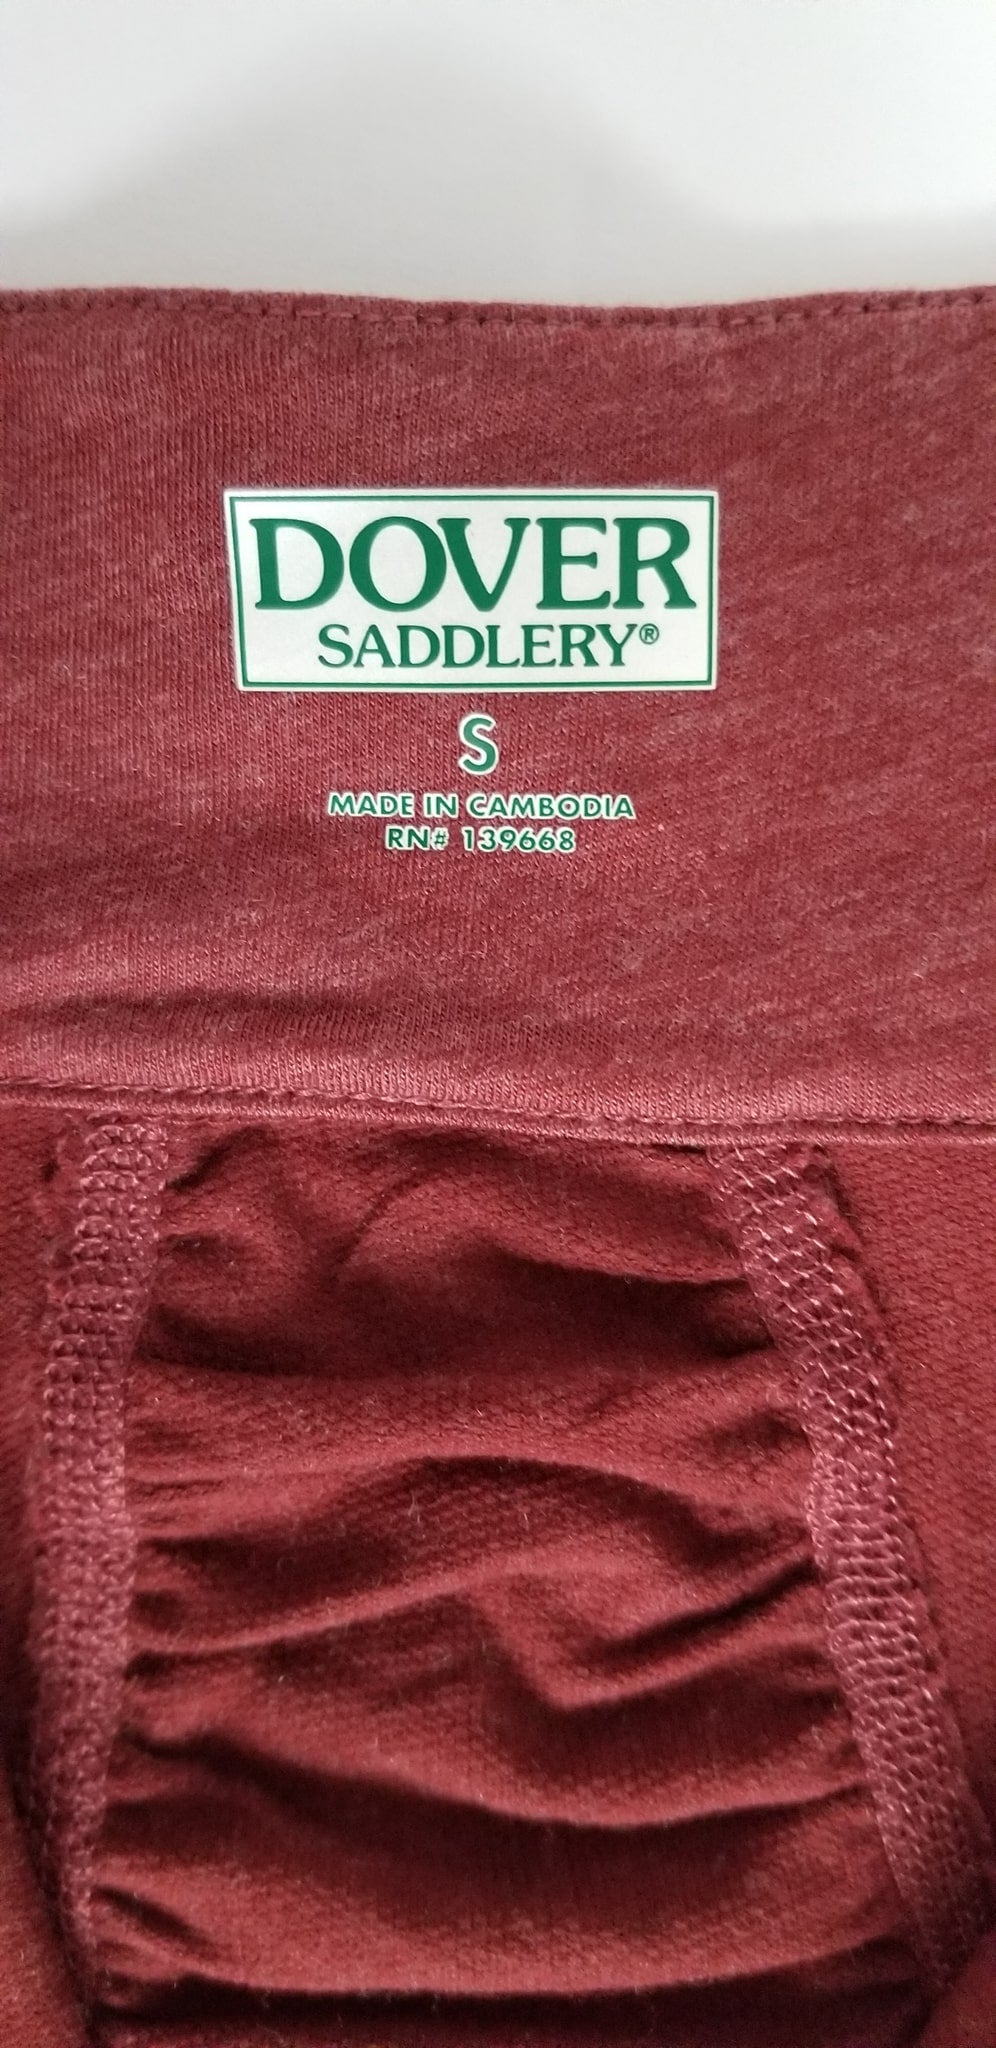 DOVER
SADDLERY®
S
MADE IN CAMBODIA
RN# 139668